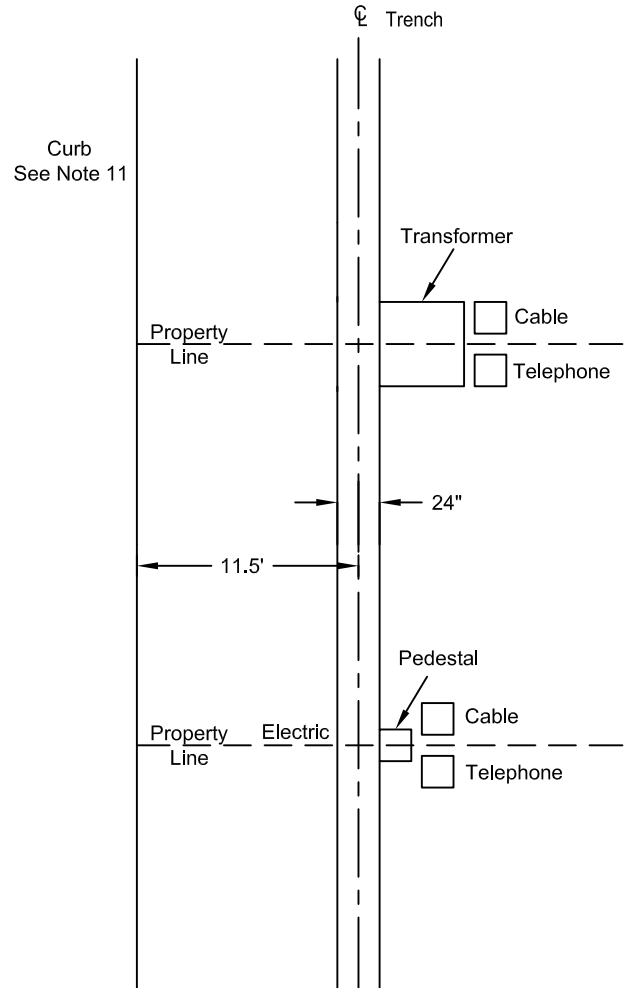 ℄ Trench
Curb
See Note 11
Transformer
Cable
Property
Line
Telephone
24"
11.5'
Pedestal
Cable
Property
Line
Electric
Telephone